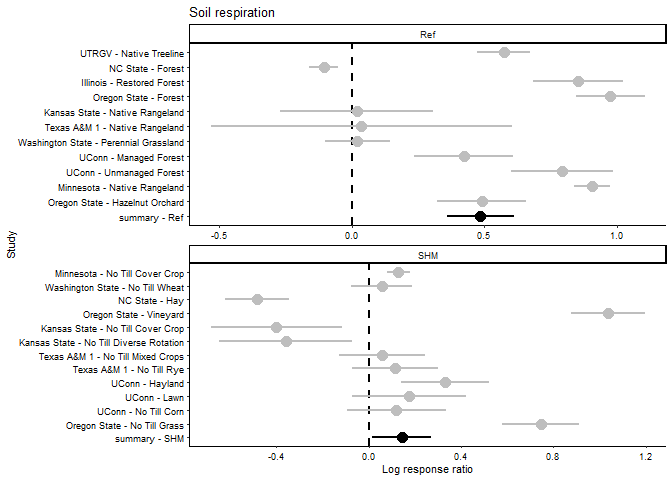 Soil respiration
Ref
UTRGV - Native Treeline
NC State - Forest
Illinois - Restored Forest
Oregon State - Forest
Kansas State - Native Rangeland
Texas A&M 1 - Native Rangeland
Washington State - Perennial Grassland
UConn - Managed Forest
UConn - Unmanaged Forest
Minnesota - Native Rangeland
Oregon State - Hazelnut Orchard
summary - Ref
-0.5 0.0 0.5 1.0
Study
SHM
Minnesota - No Till Cover Crop
Washington State - No Till Wheat
NC State - Hay
Oregon State - Vineyard
Kansas State - No Till Cover Crop
Kansas State - No Till Diverse Rotation
Texas A&M 1 - No Till Mixed Crops
Texas A&M 1 - No Till Rye
UConn - Hayland
UConn - Lawn
UConn - No Till Corn
Oregon State - No Till Grass
summary - SHM
-0.4 0.0 0.4 0.8 1.2
Log response ratio